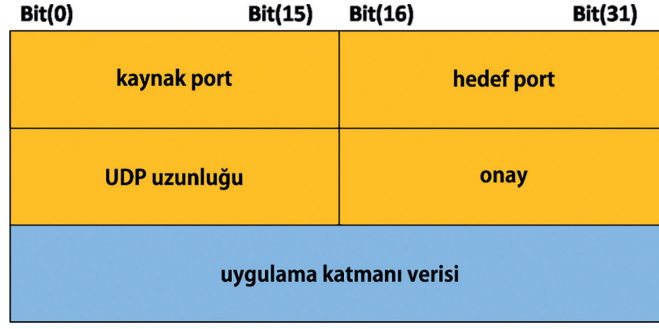 Bit(0) Bit(15) Bit(16) Bit(31)
kaynak port hedef port
UDP uzunluğu onay
uygulama katmanı verisi